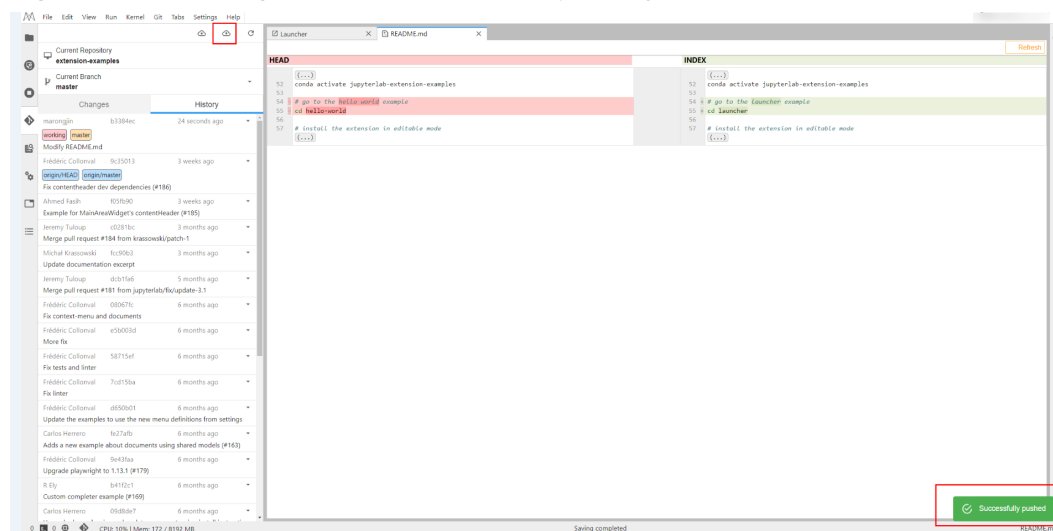 File Edit View Run Kernel Git Tabs Settings Help
Current Repository
extension-examples
Current Branch
master
Changes History
marongjin b3384ec 24 seconds ago
working master
Modify README.md
Frédéric Collonval 9c35013 3 weeks ago
origin/HEAD origin/master
Fix contentheader dev dependencies (#186)
Ahmed Fasih f05fb90 3 weeks ago
Example for MainAreaWidget's contentHeader (#185)
Jeremy Tuloup c0281bc 3 months ago
Merge pull request #184 from krassowski/patch-1
Michał Krassowski fcc90b3 3 months ago
Update documentation excerpt
Jeremy Tuloup dcb1fa6 5 months ago
Merge pull request #181 from jupyterlab/fix/update-3.1
Frédéric Collonval 08067fc 6 months ago
Fix context-menu and documents
Frédéric Collonval e5b003d 6 months ago
More fix
Frédéric Collonval 58715ef 6 months ago
Fix tests and linter
Frédéric Collonval 7cd15ba 6 months ago
Fix linter
Frédéric Collonval d650b01 6 months ago
Update the examples to use the new menu definitions from settings
Carlos Herrero fe27afb 6 months ago
Adds a new example about documents using shared models (#163)
Frédéric Collonval 9e43faa 6 months ago
Upgrade playwright to 1.13.1 (#179)
R Ely b41f2c1 6 months ago
Custom completer example (#169)
Carlos Herrero 09d8de7 6 months ago
Launcher README.md
Refresh
HEAD INDEX
{...} {...}
52 conda activate jupyterlab-extension-examples 52 conda activate jupyterlab-extension-examples
53 53
54 - # go to the hello world example 54 + # go to the launcher example
55 - cd hello-world 55 + cd launcher
56 56
57 # install the extension in editable mode 57 # install the extension in editable mode
{...} {...}
Successfully pushed
0 0 CPU: 10% | Mem: 172 / 8192 MB Saving completed README.m